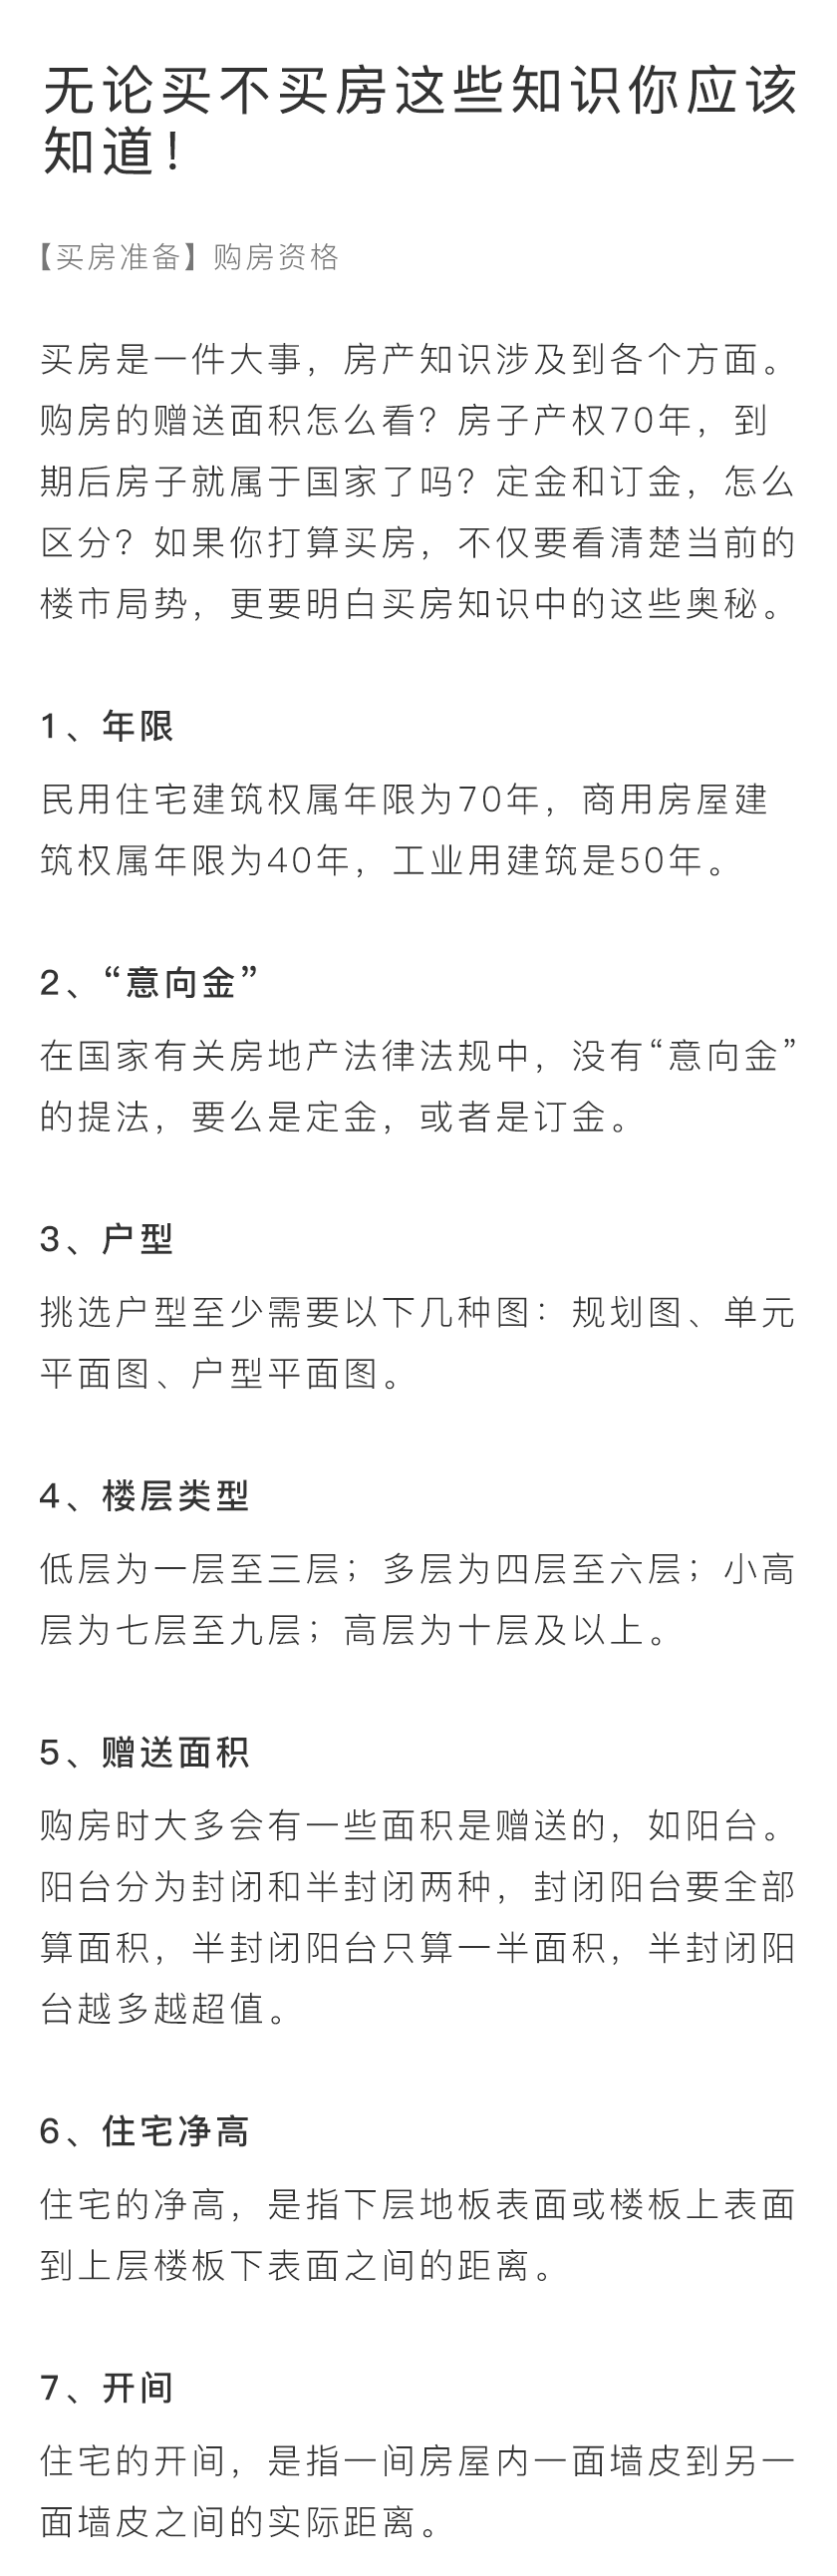 无论买不买房这些知识你应该
知道！
【买房准备】购房资格
买房是一件大事，房产知识涉及到各个方面。
购房的赠送面积怎么看？房子产权70年，到
期后房子就属于国家了吗？定金和订金，怎么
区分？如果你打算买房，不仅要看清楚当前的
楼市局势，更要明白买房知识中的这些奥秘。
1、年限
民用住宅建筑权属年限为70年，商用房屋建
筑权属年限为40年，工业用建筑是50年。
2、“意向金”
在国家有关房地产法律法规中，没有“意向金”
的提法，要么是定金，或者是订金。
3、户型
挑选户型至少需要以下几种图：规划图、单元
平面图、户型平面图。
4、楼层类型
低层为一层至三层；多层为四层至六层；小高
层为七层至九层；高层为十层及以上。
5、赠送面积
购房时大多会有一些面积是赠送的，如阳台。
阳台分为封闭和半封闭两种，封闭阳台要全部
算面积，半封闭阳台只算一半面积，半封闭阳
台越多越超值。
6、住宅净高
住宅的净高，是指下层地板表面或楼板上表面
到上层楼板下表面之间的距离。
7、开间
住宅的开间，是指一间房屋内一面墙皮到另一
面墙皮之间的实际距离。